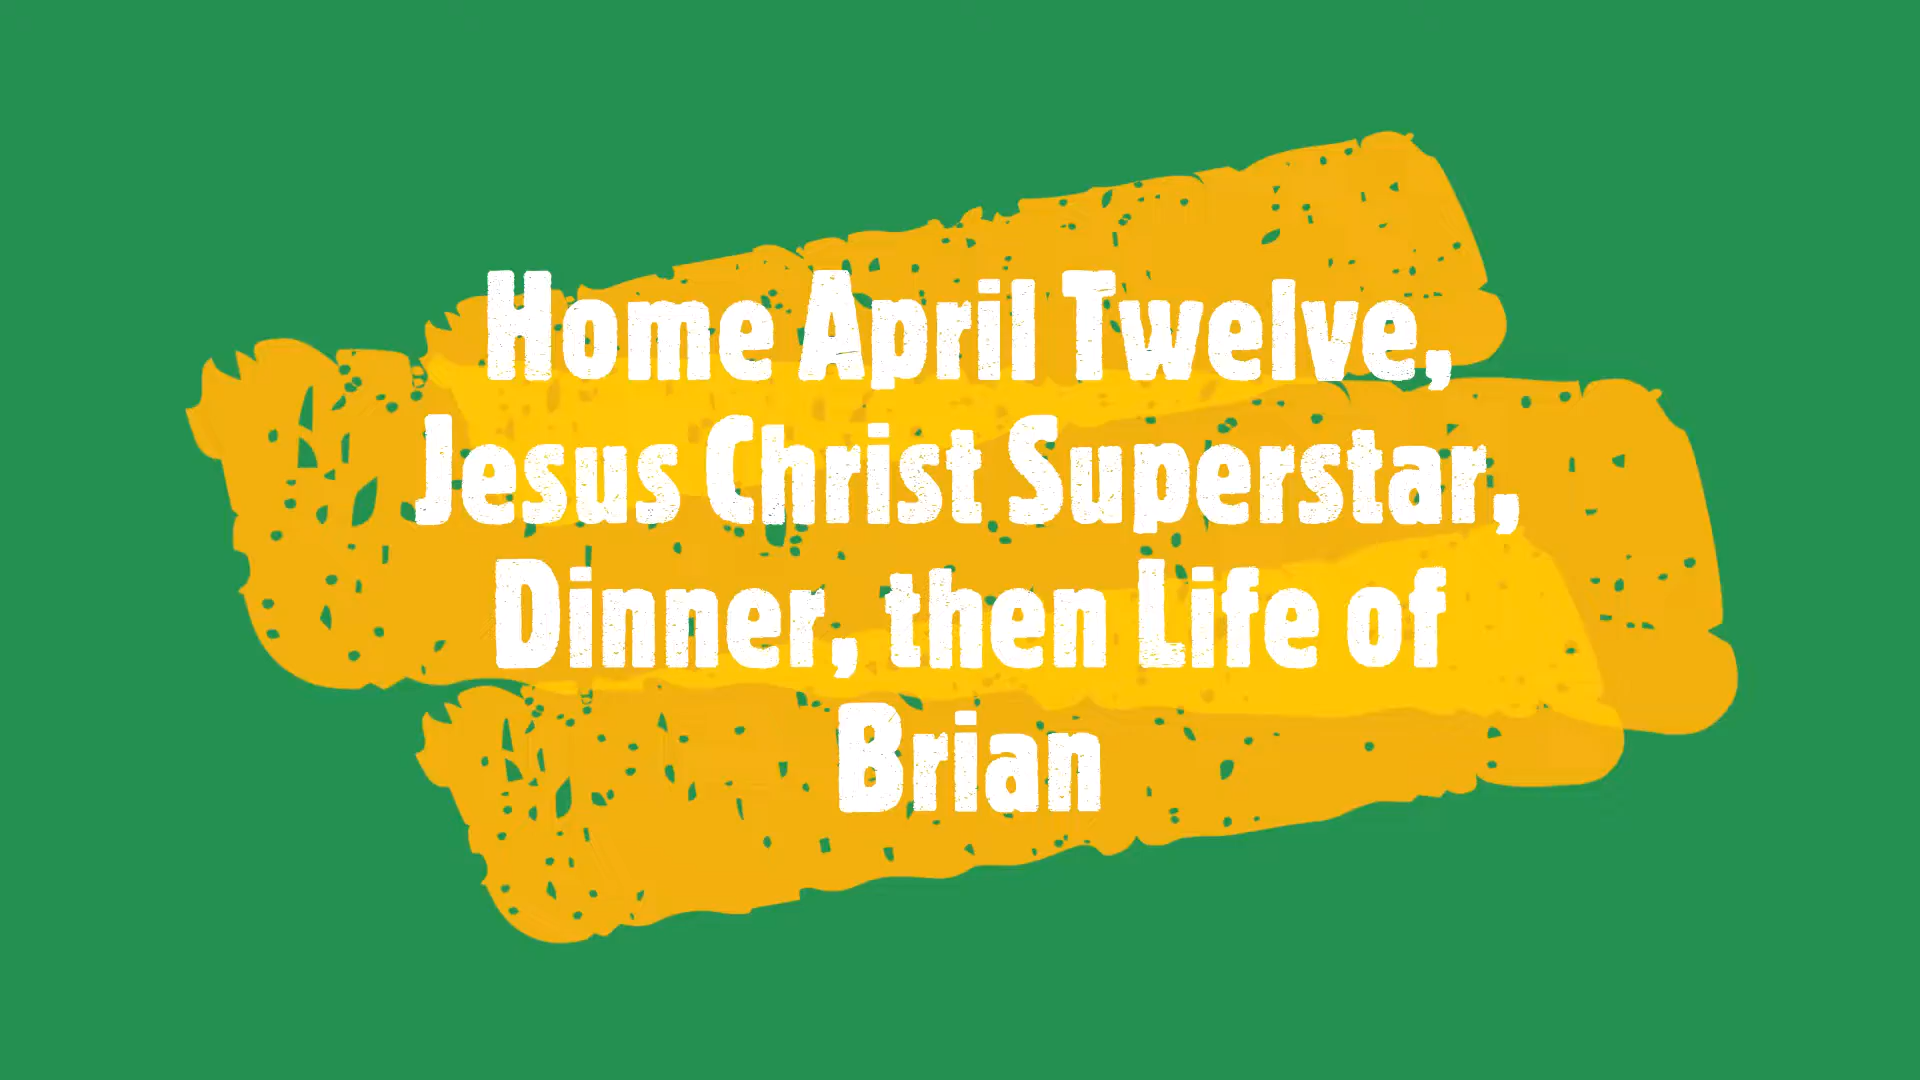 Home April Twelve,
Jesus Christ Superstar,
Dinner, then Life of
Brian